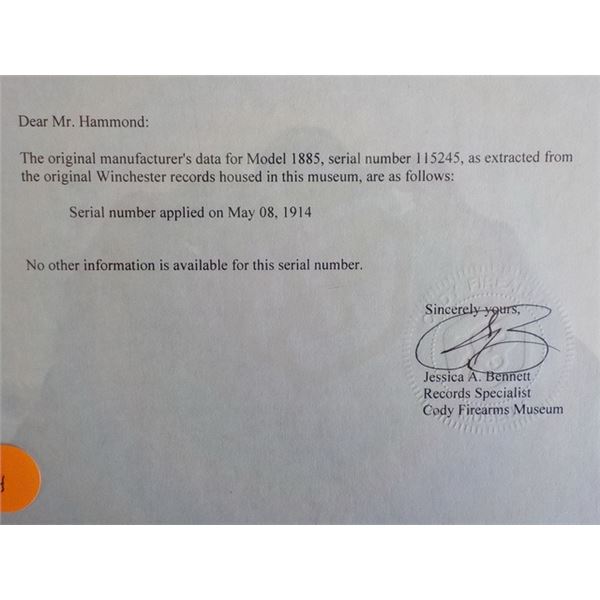 Dear Mr. Hammond:
The original manufacturer's data for Model 1885, serial number 115245, as extracted from
the original Winchester records housed in this museum, are as follows:
Serial number applied on May 08, 1914
No other information is available for this serial number.
Sincerely yours,
Jessica A. Bennett
Records Specialist
Cody Firearms Museum